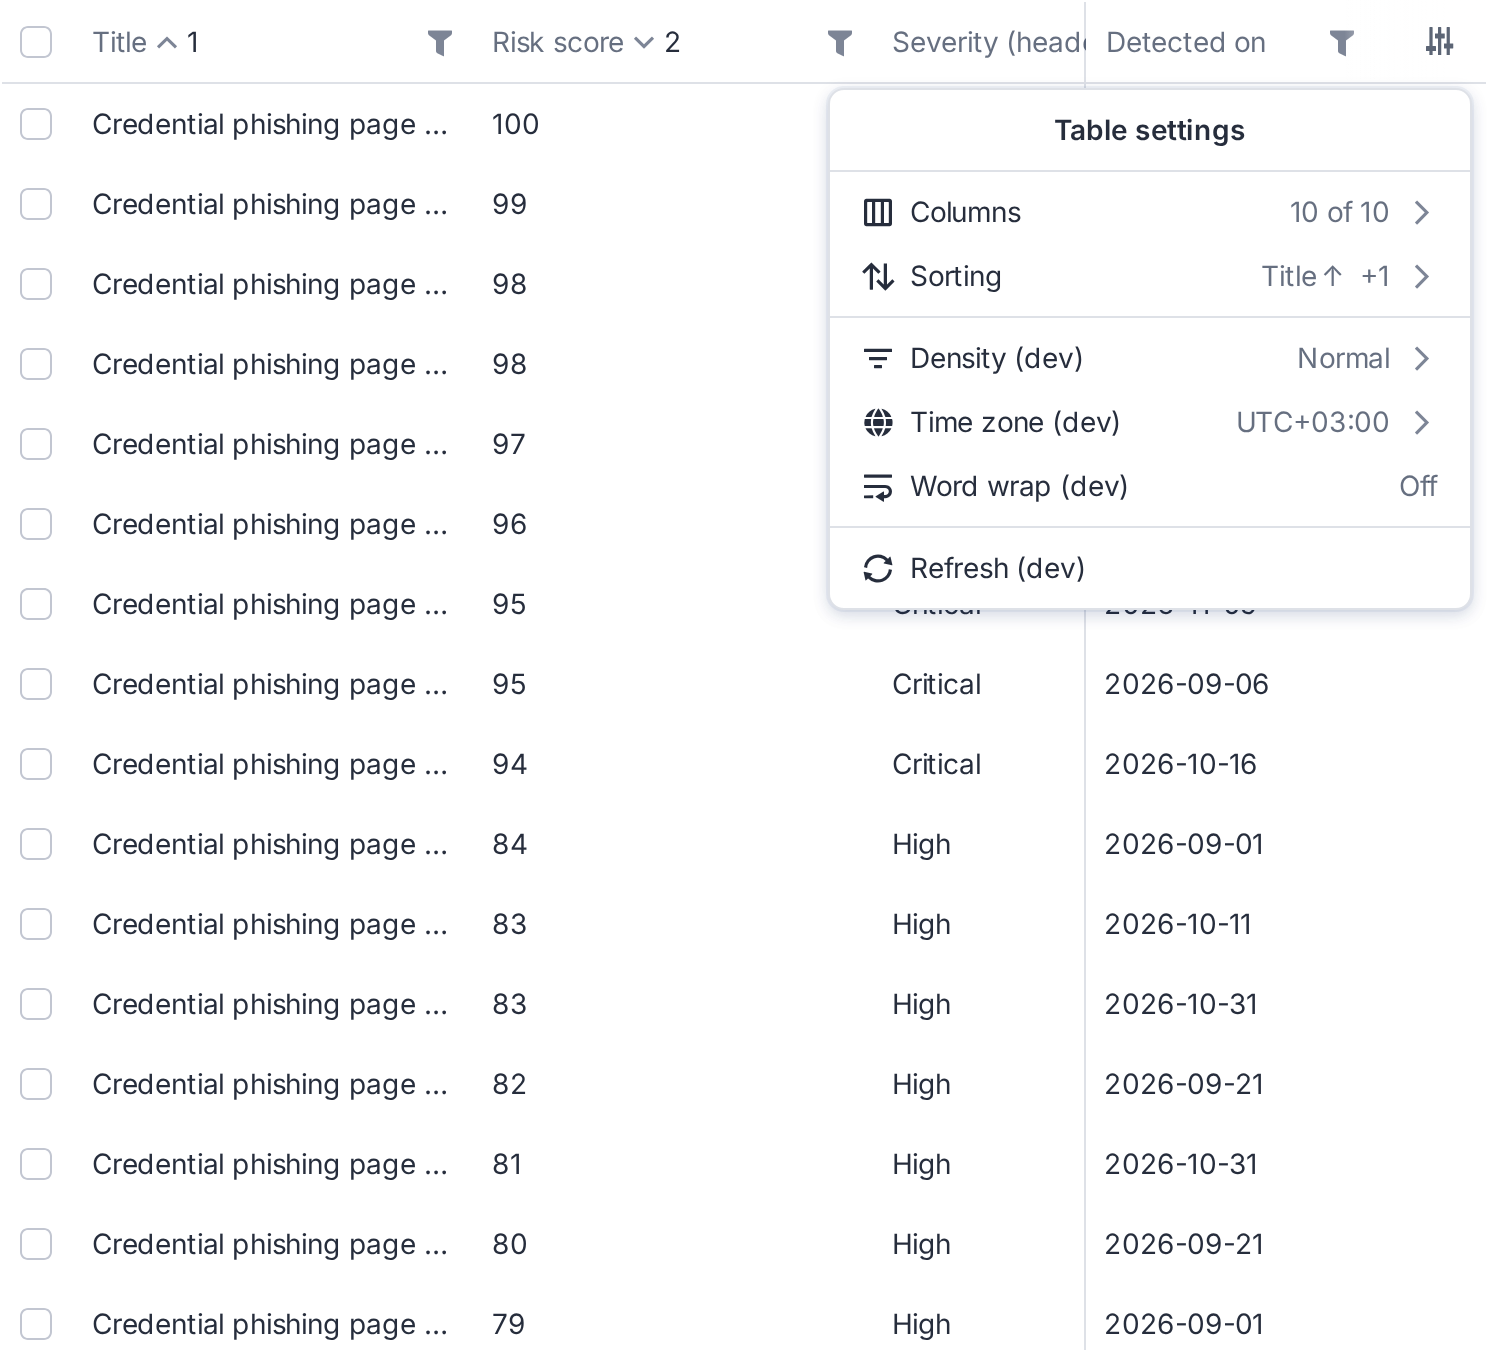 Title 1 Risk score 2 Severity (head Detected on
Credential phishing page ... 100
Table settings
Credential phishing page ... 99
Columns 10 of 10
Credential phishing page ... 98
Sorting Title ↑ +1
Credential phishing page ... 98
Density (dev) Normal
Credential phishing page ... 97
Time zone (dev) UTC+03:00
Credential phishing page ... 96
Word wrap (dev) Off
Refresh (dev)
Credential phishing page ... 95
Credential phishing page ... 95 Critical 2026-09-06
Credential phishing page ... 94 Critical 2026-10-16
Credential phishing page ... 84 High 2026-09-01
Credential phishing page ... 83 High 2026-10-11
Credential phishing page ... 83 High 2026-10-31
Credential phishing page ... 82 High 2026-09-21
Credential phishing page ... 81 High 2026-10-31
Credential phishing page ... 80 High 2026-09-21
Credential phishing page ... 79 High 2026-09-01